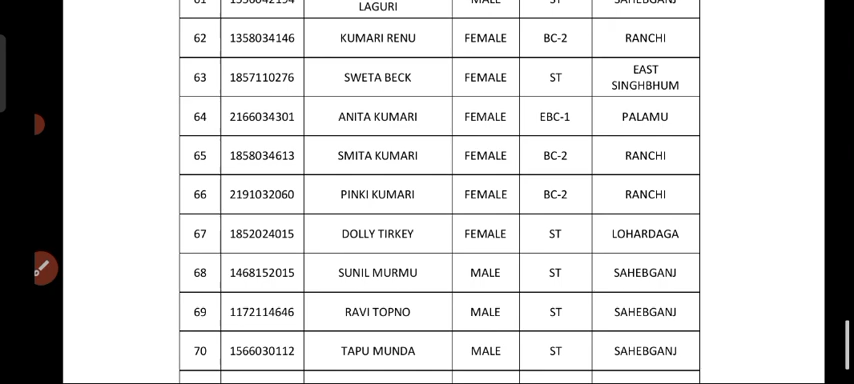 LAGURI
62 1358034146 KUMARI RENU FEMALE BC-2 RANCHI
63 1857110276 SWETA BECK FEMALE ST EAST
SINGHBHUM
64 2166034301 ANITA KUMARI FEMALE EBC-1 PALAMU
65 1858034613 SMITA KUMARI FEMALE BC-2 RANCHI
66 2191032060 PINKI KUMARI FEMALE BC-2 RANCHI
67 1852024015 DOLLY TIRKEY FEMALE ST LOHARDAGA
68 1468152015 SUNIL MURMU MALE ST SAHEBGANJ
69 1172114646 RAVI TOPNO MALE ST SAHEBGANJ
70 1566030112 TAPU MUNDA MALE ST SAHEBGANJ